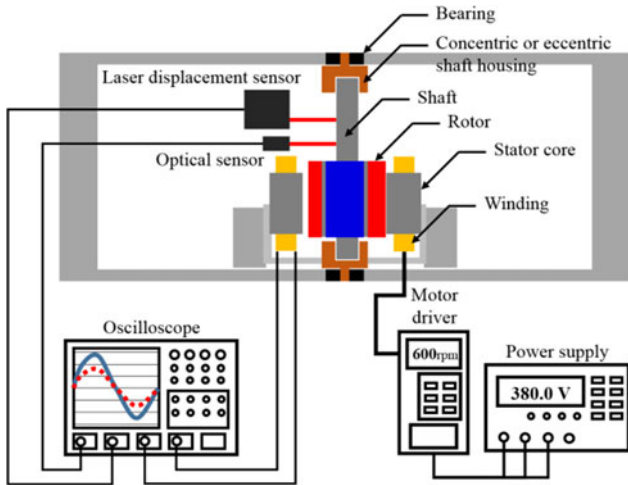 Bearing
Concentric or eccentric
shaft housing
Laser displacement sensor
Shaft
Rotor
Optical sensor
Stator core
Winding
Oscilloscope
Motor
driver
600rpm
Power supply
380.0 V